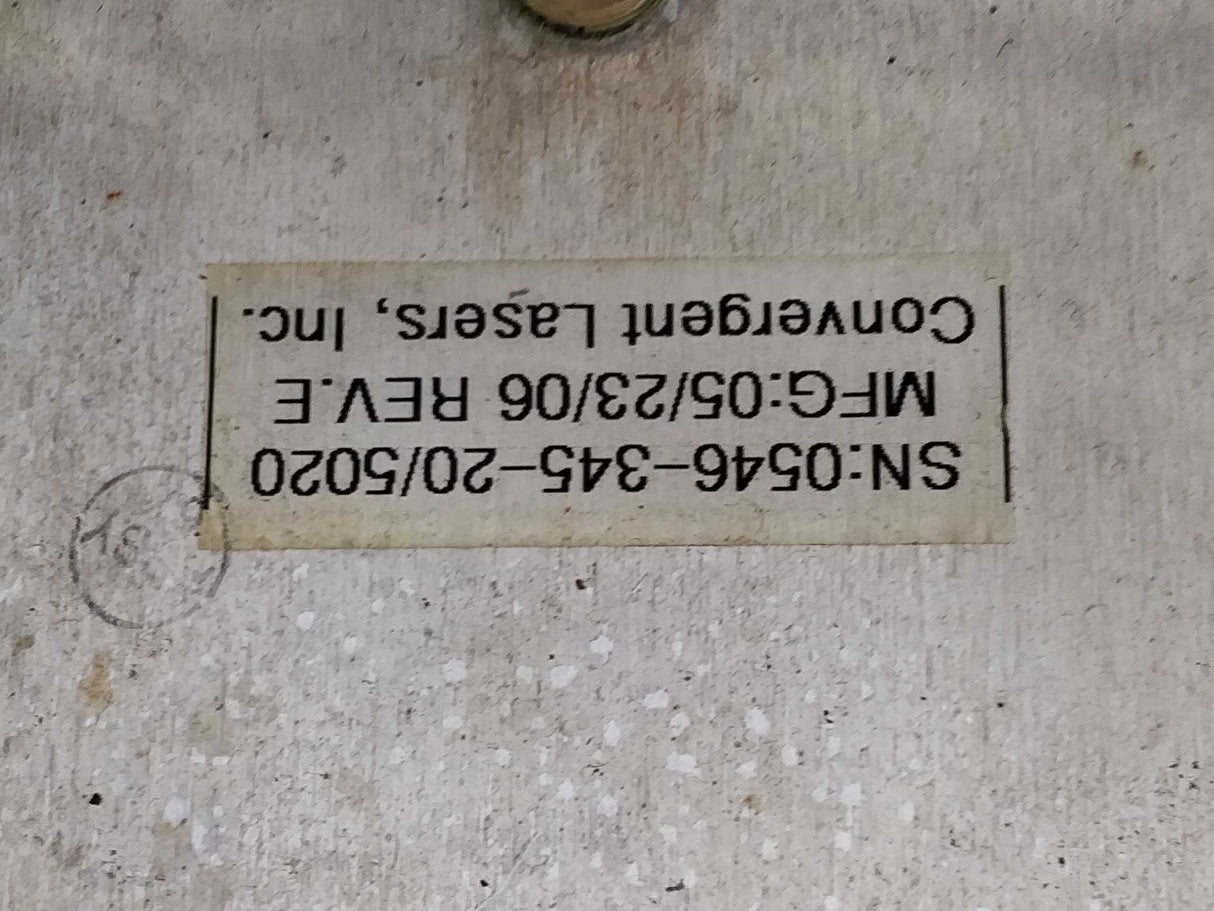 SN:0546-345-20/5020
MFG:05/23/06 REV.E
Convergent Lasers, Inc.